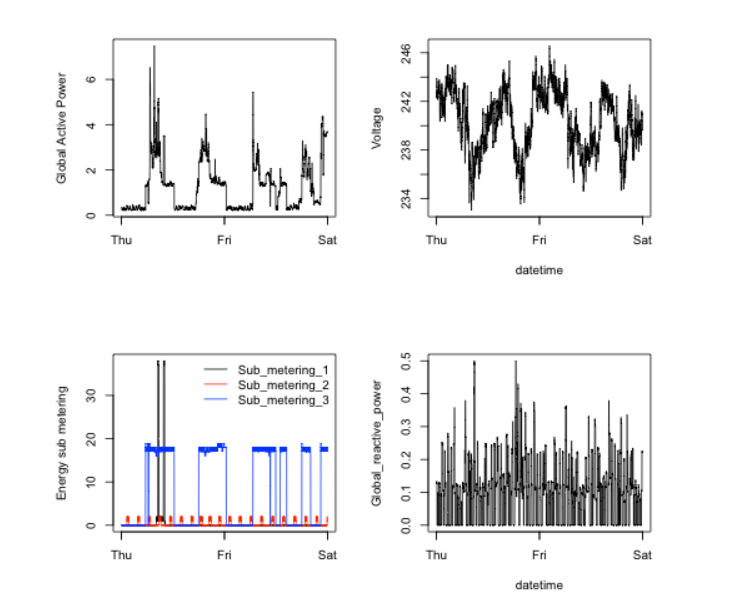 Global Active Power
6
4
2
0
Thu Fri Sat
Voltage
246
242
238
234
Thu Fri Sat
datetime
Energy sub metering
30
20
10
0
Sub_metering_1
Sub_metering_2
Sub_metering_3
Thu Fri Sat
Global_reactive_power
0.5
0.4
0.3
0.2
0.1
0.0
Thu Fri Sat
datetime